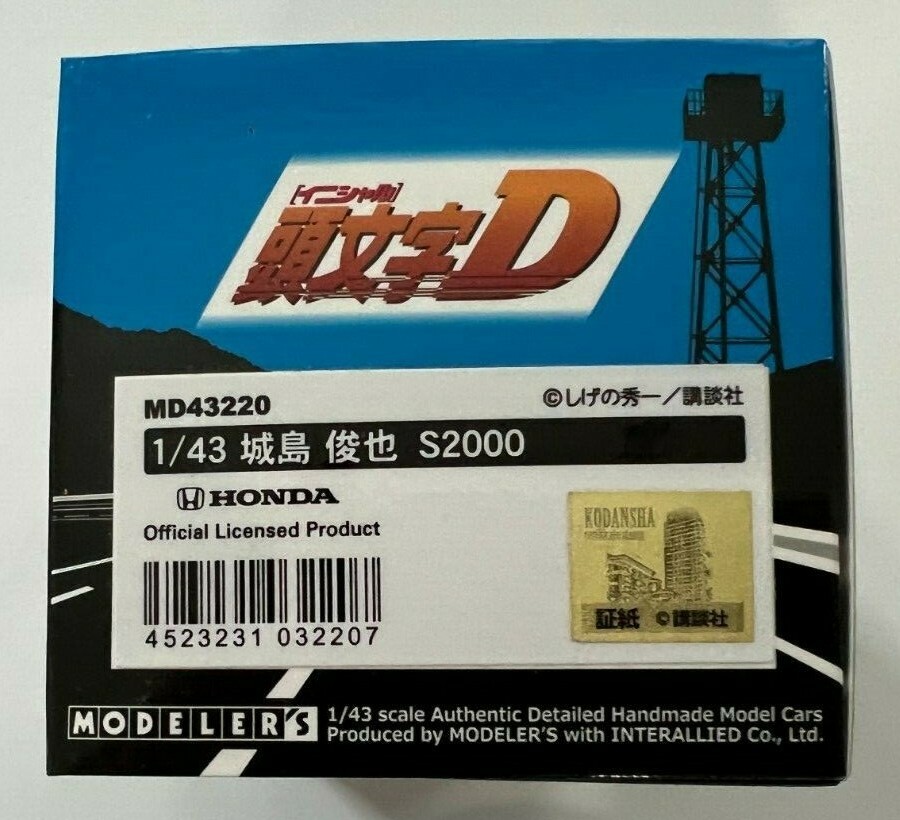 [イニシャル]
頭文字D
MD43220
©しげの秀一/講談社
1/43 城島 俊也 S2000
HONDA
Official Licensed Product
KODANSHA
証紙 ©講談社
4523231 032207
MODELER'S
1/43 scale Authentic Detailed Handmade Model Cars
Produced by MODELER'S with INTERALLIED Co., Ltd.